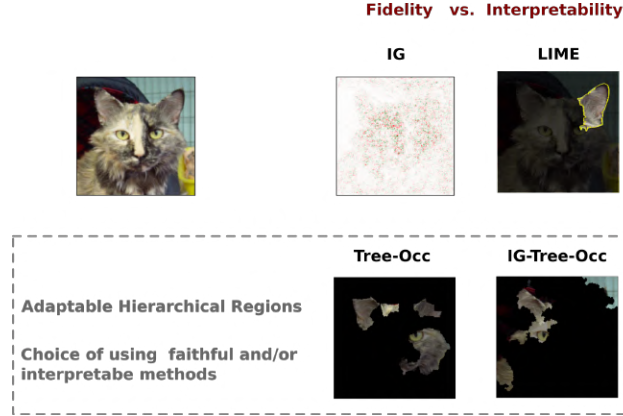 Fidelity vs. Interpretability
IG
LIME
Tree-Occ
IG-Tree-Occ
Adaptable Hierarchical Regions
Choice of using faithful and/or
interpretabe methods